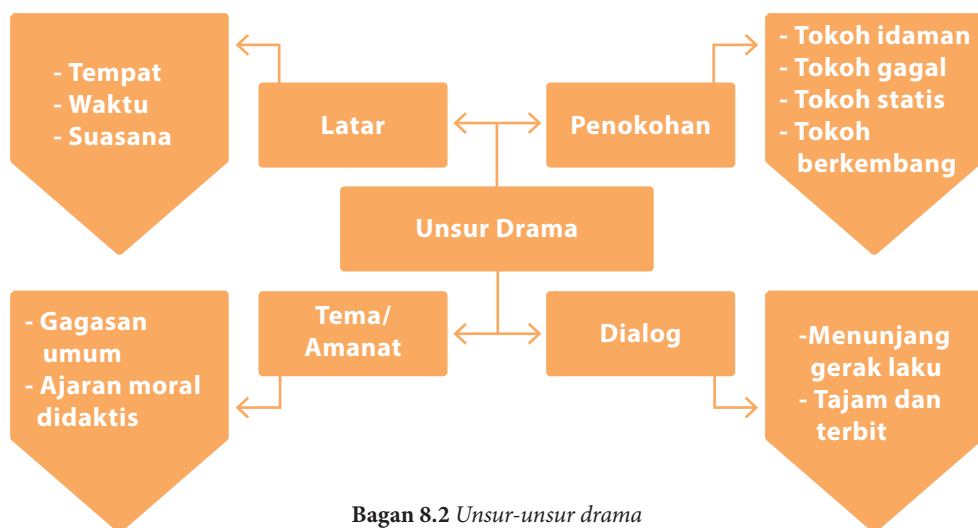 - Tempat
- Waktu
- Suasana
Latar
Penokohan
- Tokoh idaman
- Tokoh gagal
- Tokoh statis
- Tokoh
berkembang
Unsur Drama
- Gagasan
umum
- Ajaran moral
didaktis
Tema/
Amanat
Dialog
-Menunjang
gerak laku
- Tajam dan
terbit
Bagan 8.2 Unsur-unsur drama